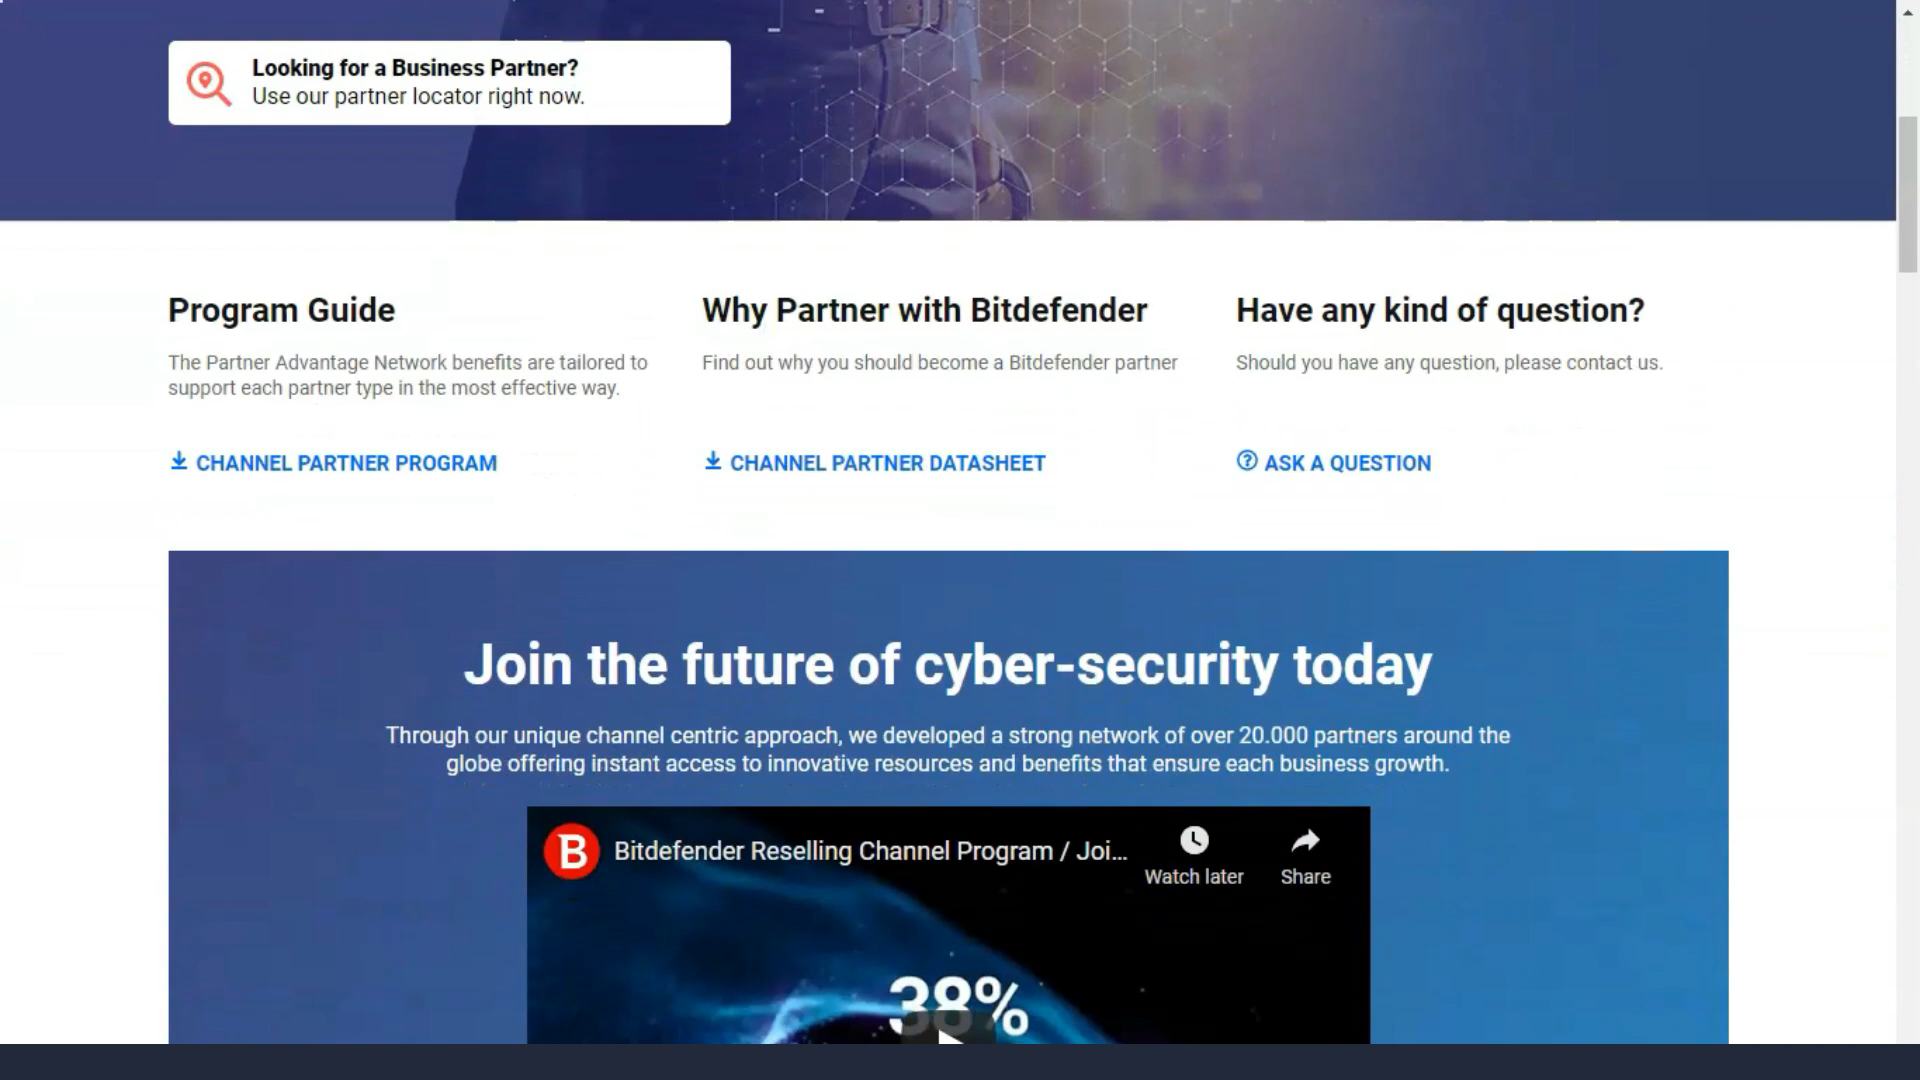 Looking for a Business Partner?
Use our partner locator right now.
Program Guide
The Partner Advantage Network benefits are tailored to
support each partner type in the most effective way.
CHANNEL PARTNER PROGRAM
Why Partner with Bitdefender
Find out why you should become a Bitdefender partner
CHANNEL PARTNER DATASHEET
Have any kind of question?
Should you have any question, please contact us.
ASK A QUESTION
Join the future of cyber-security today
Through our unique channel centric approach, we developed a strong network of over 20.000 partners around the
globe offering instant access to innovative resources and benefits that ensure each business growth.
B
Bitdefender Reselling Channel Program / Joi...
Watch later
Share
38%